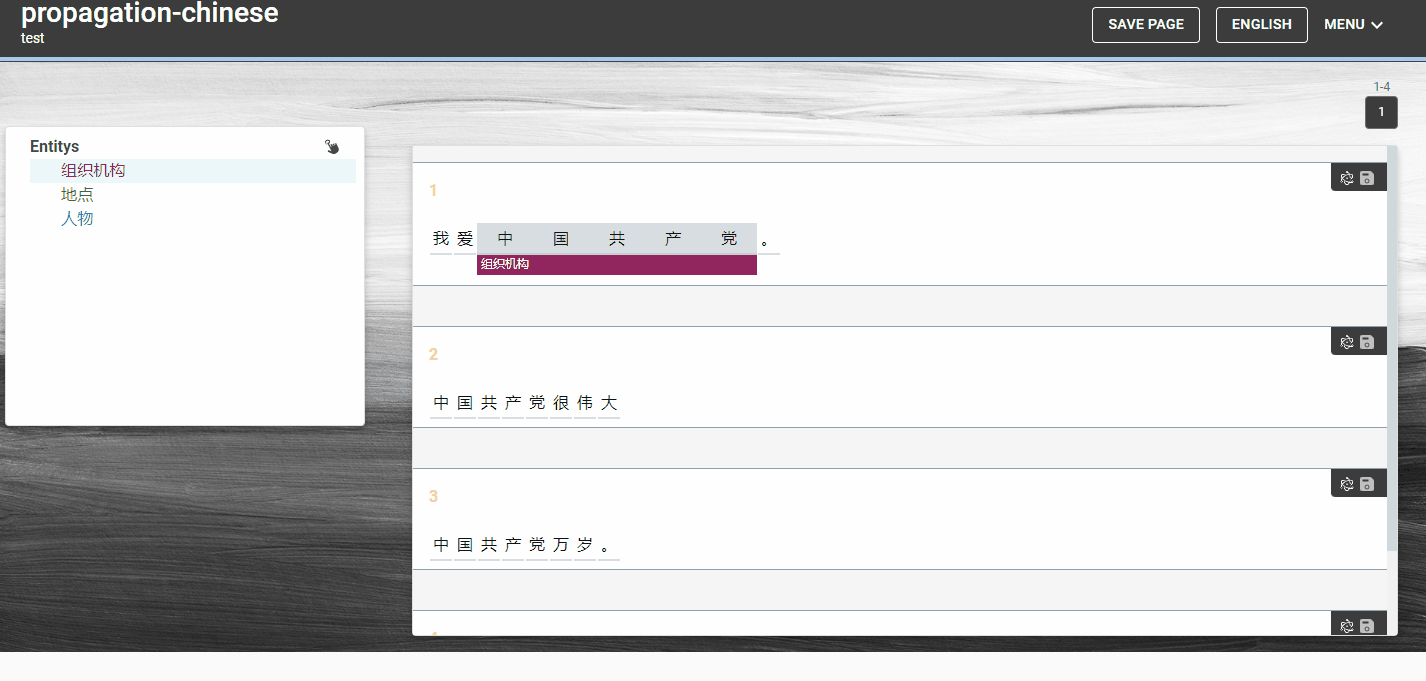 propagation-chinese
test
SAVE PAGE
ENGLISH
MENU
1-4
1
Entitys
组织机构
地点
人物
1
我爱中国共产党。
组织机构
2
中国共产党很伟大
3
中国共产党万岁。